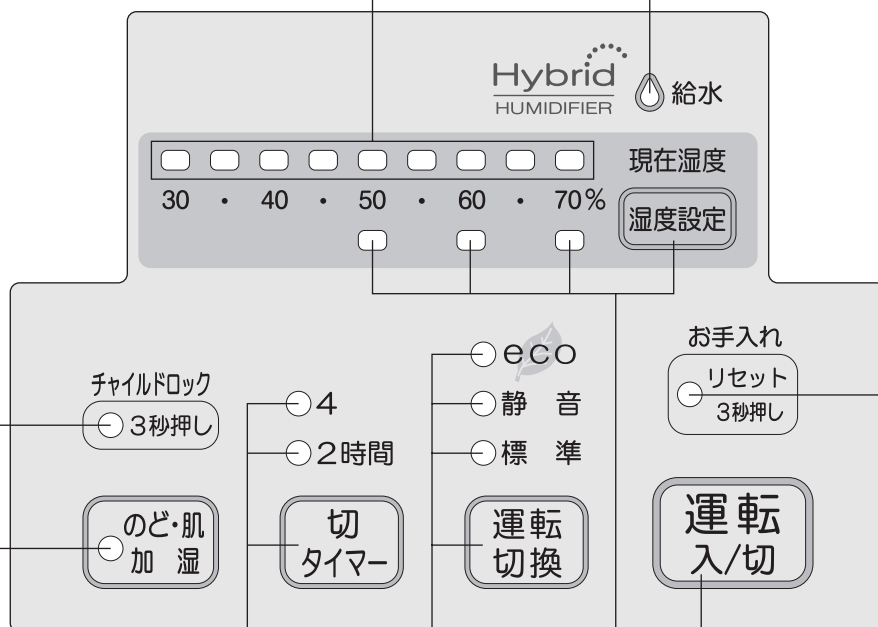 Hybrid
HUMIDIFIER
給水
現在湿度
30 ・ 40 ・ 50 ・ 60 ・ 70%
湿度設定
お手入れ
リセット
3秒押し
eco
静 音
標 準
4
2時間
チャイルドロック
3秒押し
のど・肌
加 湿
切
タイマー
運転
切換
運転
入/切